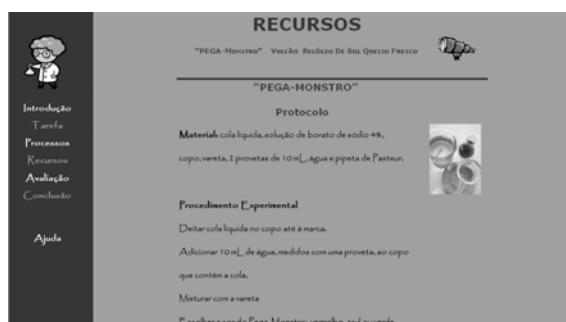 RECURSOS
"PEGA-MONSTRO" VULCÃO RELÓGIO DE SOL QUEIJO FRESCO
Introdução
Tarefa
Processos
Recursos
Avaliação
Conclusão
Ajuda
"PEGA-MONSTRO"
Protocolo
Material: cola líquida, solução de borato de sódio 4%,
copo, vareta, 2 provetas de 10 mL, água e pipeta de Pasteur.
Procedimento Experimental
Deitar cola líquida no copo até à marca.
Adicionar 10 mL de água, medidos com uma proveta, ao copo
que contém a cola.
Misturar com a vareta